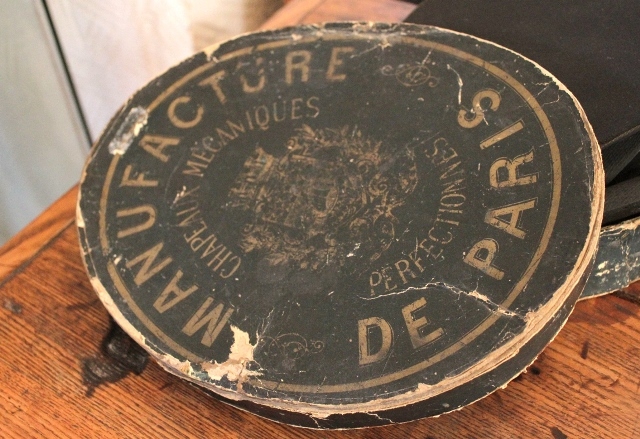 MANUFACTURE DE PARIS
CHAPEAUX MÉCANIQUES PERFECTIONNÉS